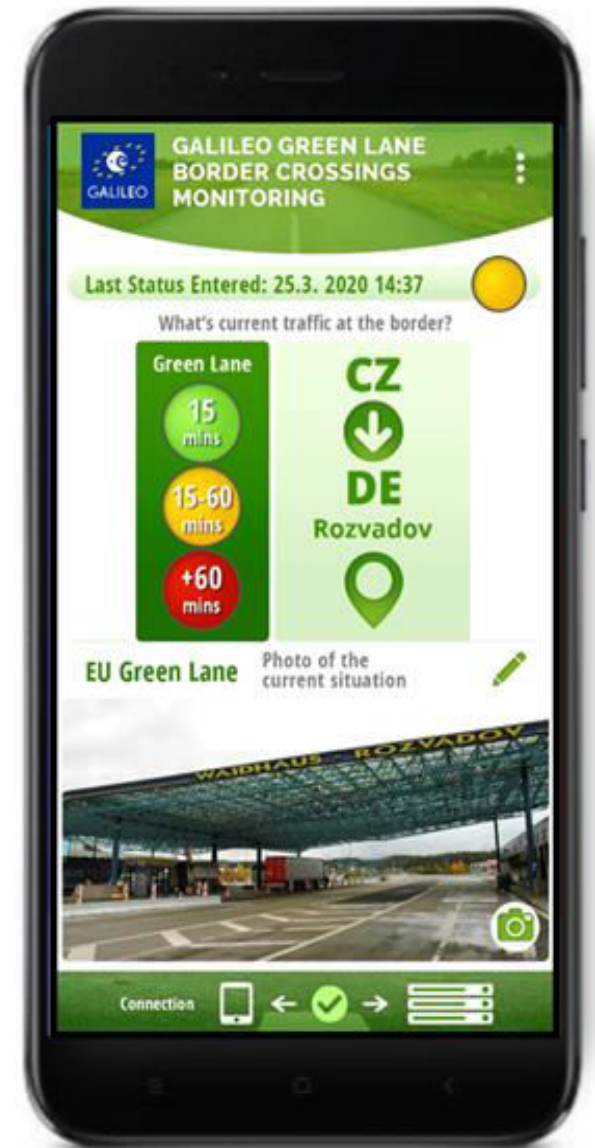 GALILEO
GALILEO GREEN LANE
BORDER CROSSINGS
MONITORING
Last Status Entered: 25.3. 2020 14:37
What's current traffic at the border?
Green Lane
15
mins
15-60
mins
+60
mins
CZ
DE
Rozvadov
EU Green Lane
Photo of the
current situation
WAIDHAUS ROZVADOV
Connection